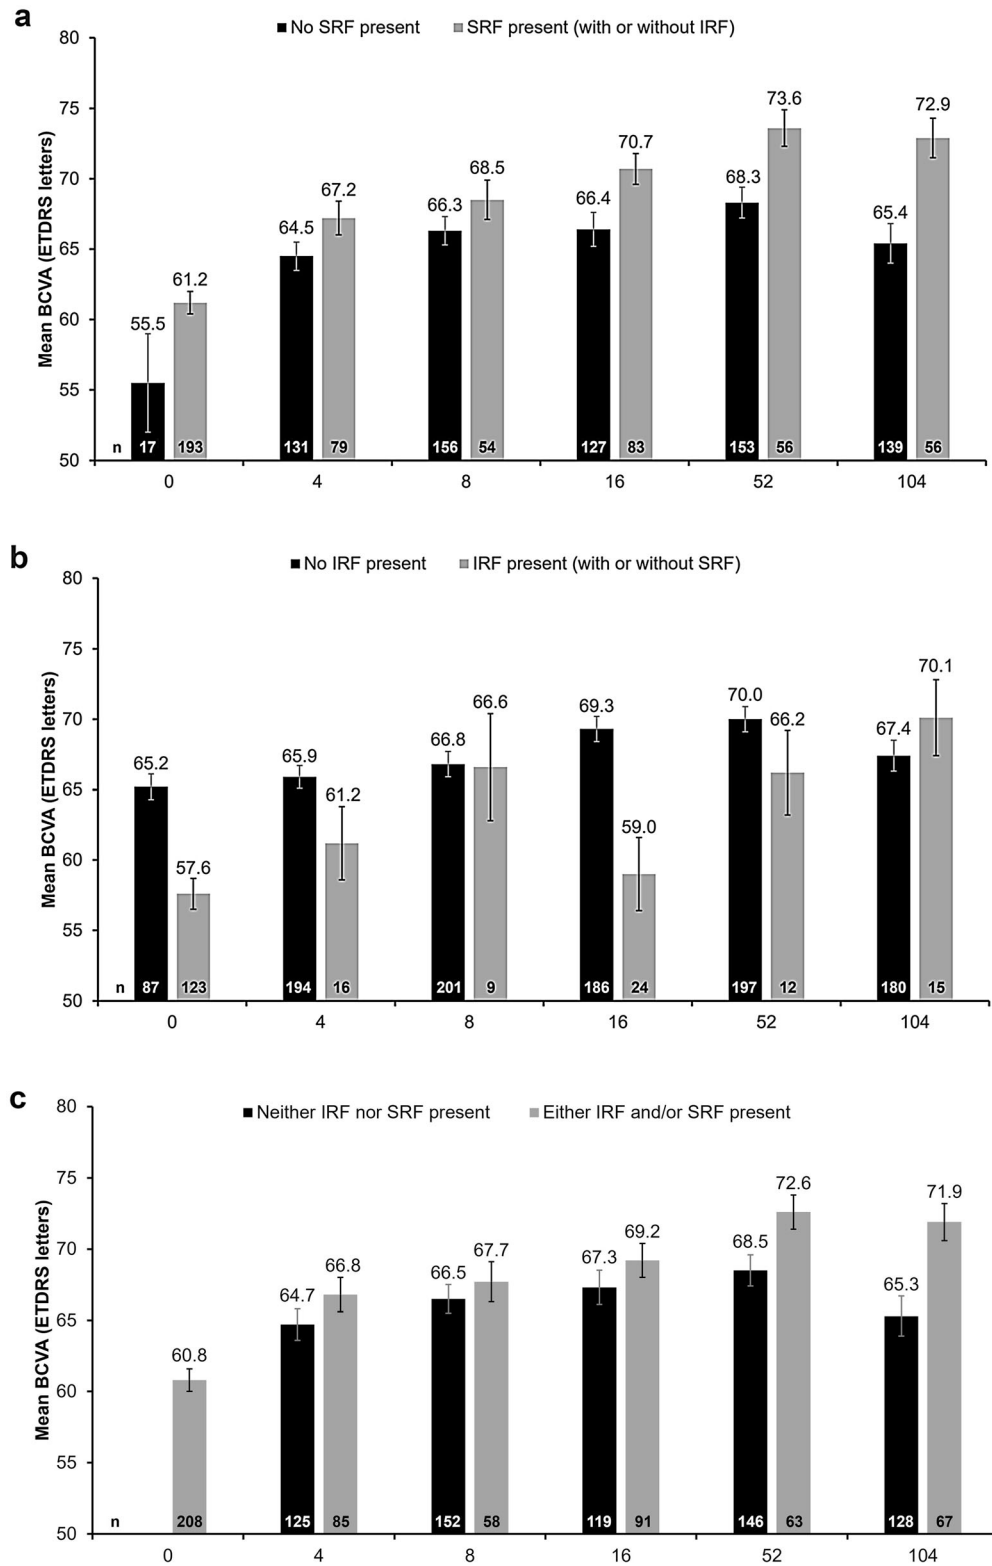 a
No SRF present SRF present (with or without IRF)
Mean BCVA (ETDRS letters)
80
75
70
65
60
55
50
55.5 61.2 64.5 67.2 66.3 68.5 66.4 70.7 68.3 73.6 65.4 72.9
n 17 193 131 79 156 54 127 83 153 56 139 56
0 4 8 16 52 104
b
No IRF present IRF present (with or without SRF)
Mean BCVA (ETDRS letters)
80
75
70
65
60
55
50
65.2 57.6 65.9 61.2 66.8 66.6 69.3 59.0 70.0 66.2 67.4 70.1
n 87 123 194 16 201 9 186 24 197 12 180 15
0 4 8 16 52 104
c
Neither IRF nor SRF present Either IRF and/or SRF present
Mean BCVA (ETDRS letters)
80
75
70
65
60
55
50
60.8 64.7 66.8 66.5 67.7 67.3 69.2 68.5 72.6 65.3 71.9
n 208 125 85 152 58 119 91 146 63 128 67
0 4 8 16 52 104